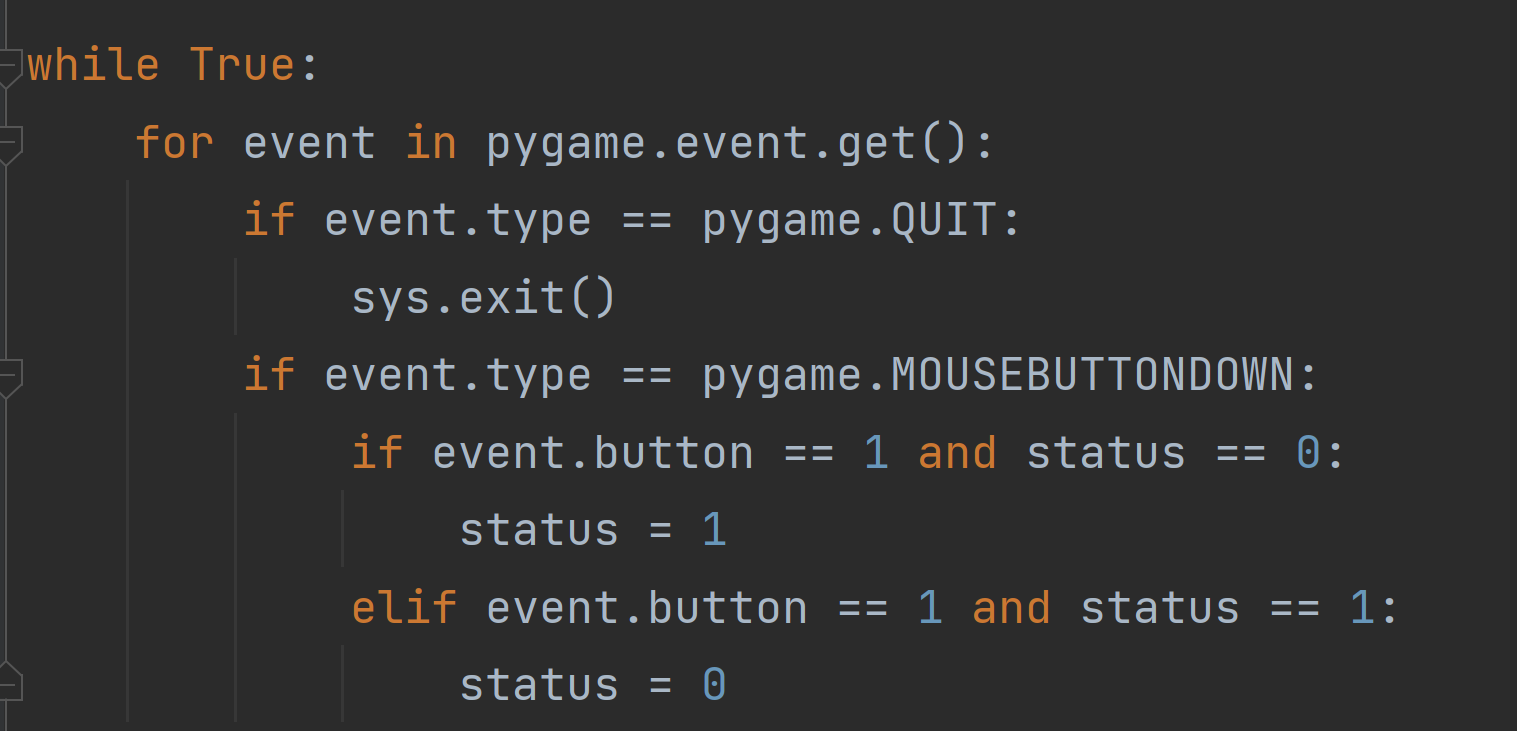 while True:
    for event in pygame.event.get():
        if event.type == pygame.QUIT:
            sys.exit()
        if event.type == pygame.MOUSEBUTTONDOWN:
            if event.button == 1 and status == 0:
                status = 1
            elif event.button == 1 and status == 1:
                status = 0